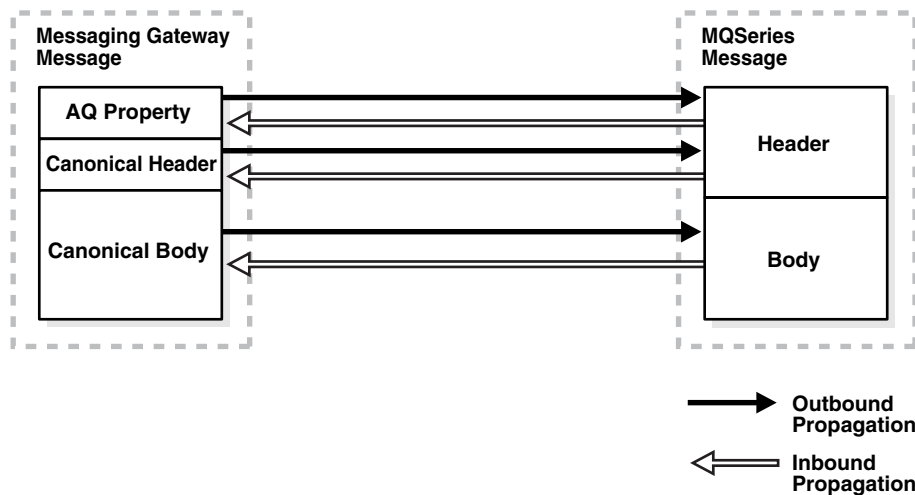 Messaging Gateway
Message
MQSeries
Message
AQ Property
Canonical Header
Canonical Body
Header
Body
Outbound
Propagation
Inbound
Propagation